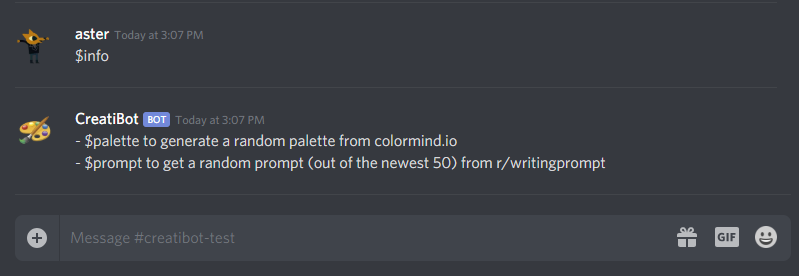 aster Today at 3:07 PM
$info
CreatiBot BOT Today at 3:07 PM
- $palette to generate a random palette from colormind.io
- $prompt to get a random prompt (out of the newest 50) from r/writingprompt
Message #creatibot-test
GIF